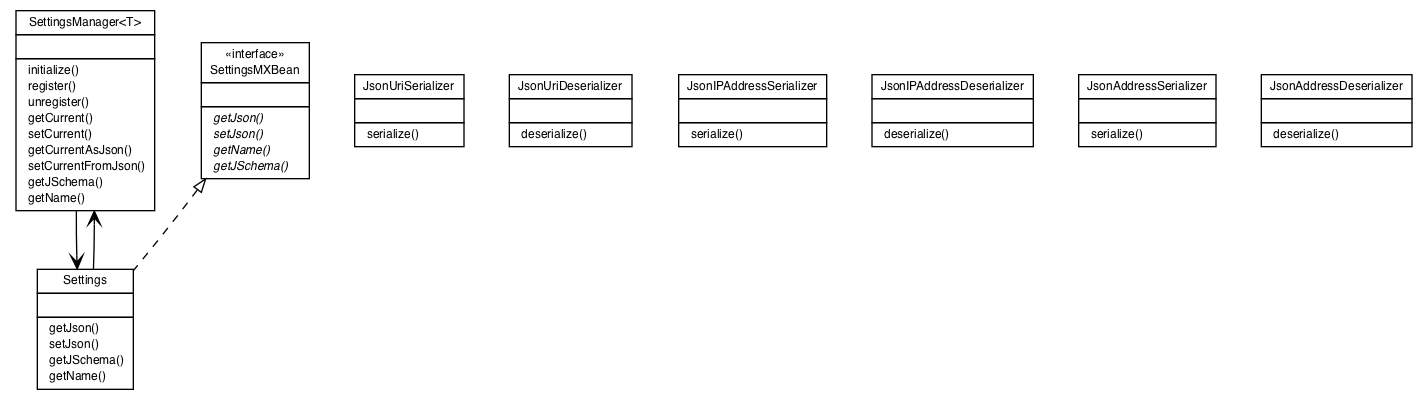 SettingsManager<T>
initialize()
register()
unregister()
getCurrent()
setCurrent()
getCurrentAsJson()
setCurrentFromJson()
getJSchema()
getName()
«interface»
SettingsMXBean
getJson()
setJson()
getName()
getJSchema()
JsonUriSerializer
serialize()
JsonUriDeserializer
deserialize()
JsonIPAddressSerializer
serialize()
JsonIPAddressDeserializer
deserialize()
JsonAddressSerializer
serialize()
JsonAddressDeserializer
deserialize()
Settings
getJson()
setJson()
getJSchema()
getName()